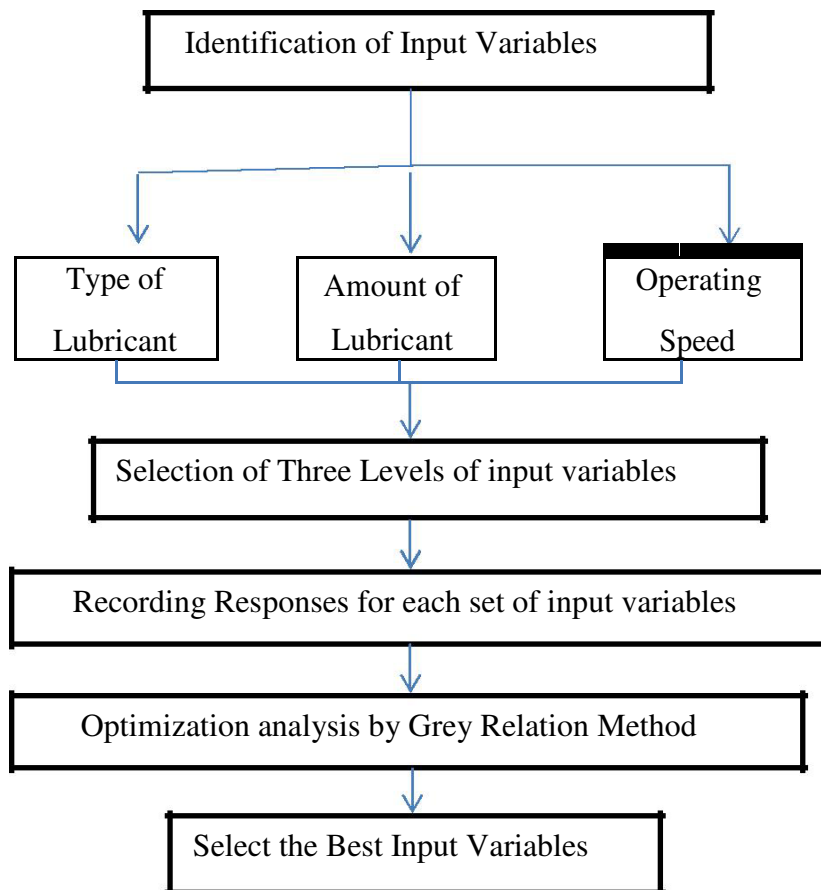 Identification of Input Variables
Type of
Lubricant
Amount of
Lubricant
Operating
Speed
Selection of Three Levels of input variables
Recording Responses for each set of input variables
Optimization analysis by Grey Relation Method
Select the Best Input Variables